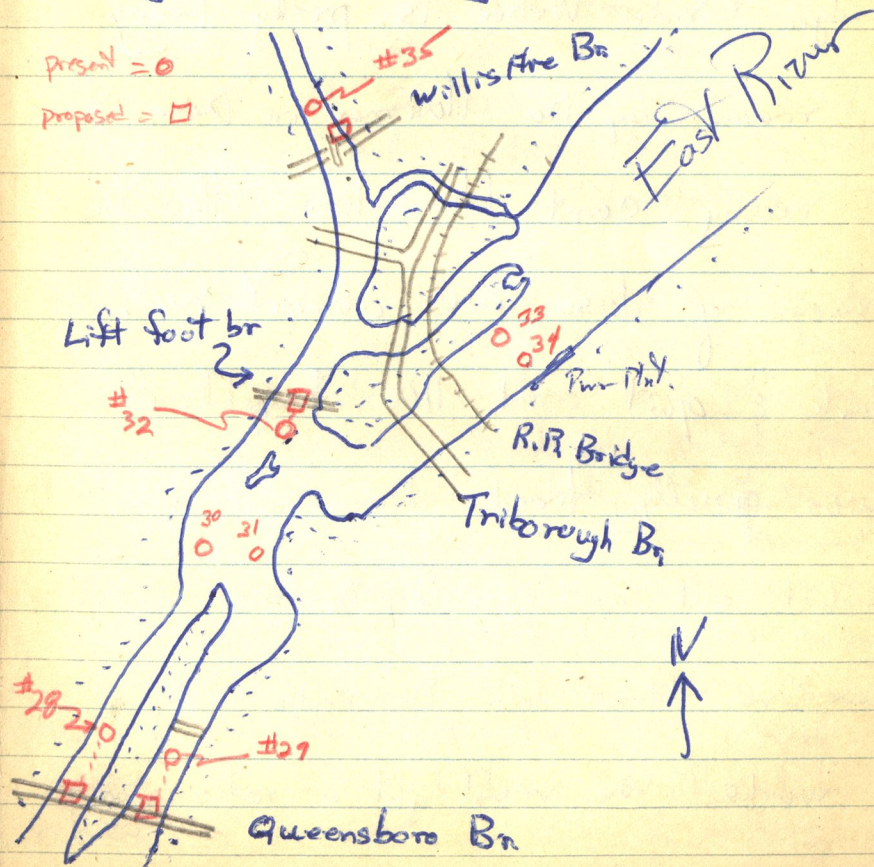 present = o
proposed = □
#35
Willis Ave Br.
East River
Lift foot br
33
34
#32
Pwr Plnt.
R.R. Bridge
Triborough Br.
30
31
N
#28
#29
Queensboro Br.